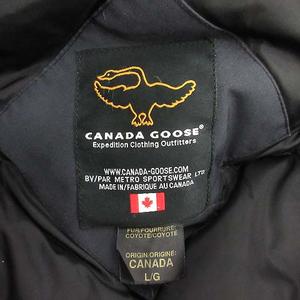 CANADA GOOSE®
Expedition Clothing Outfitters
WWW.CANADA-GOOSE.COM
BY/PAR METRO SPORTSWEAR LTD
MADE IN/FABRIQUE AU CANADA
FUR/FOURRURE:
COYOTE/COYOTE
ORIGIN/ORIGINE:
CANADA
L/G